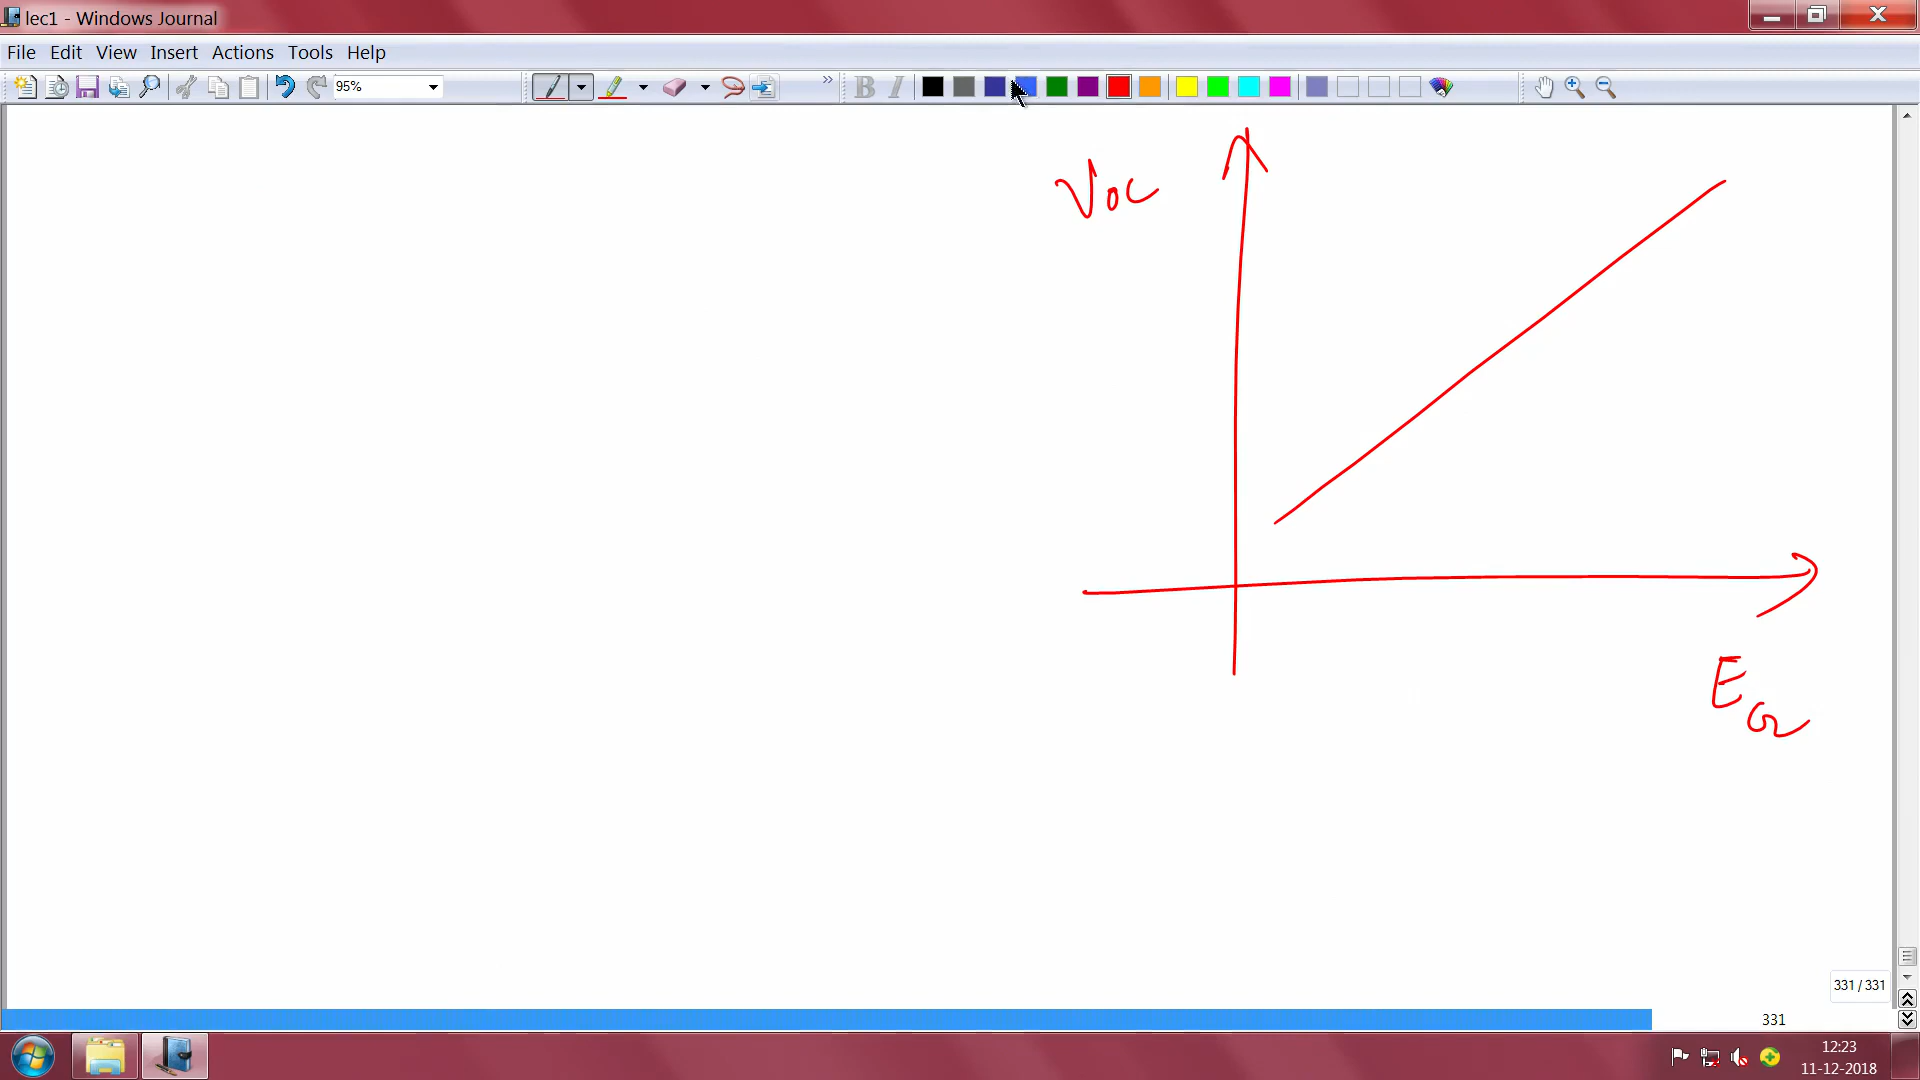 lec1 - Windows Journal
File Edit View Insert Actions Tools Help
95%
B I
Voc
EG
331 / 331
331
12:23
11-12-2018